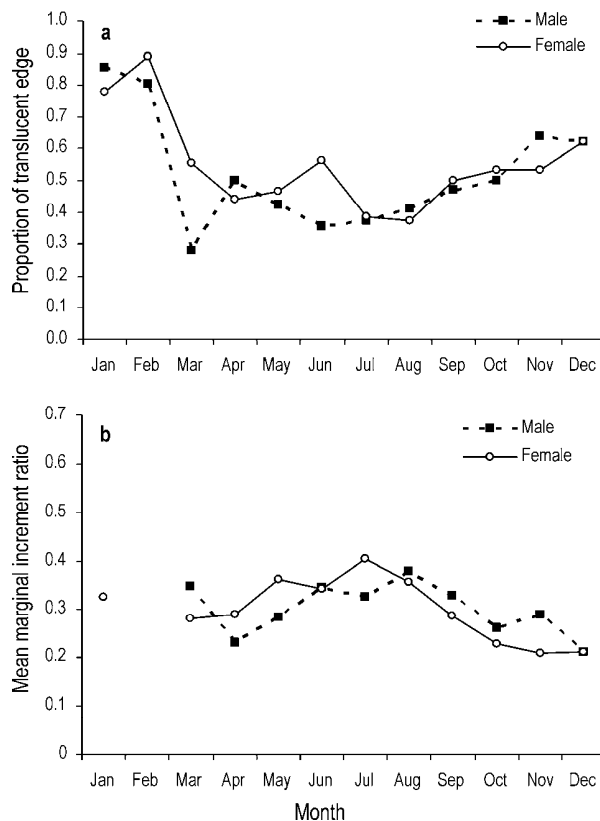 a
Male
Female
Proportion of translucent edge
1.0
0.9
0.8
0.7
0.6
0.5
0.4
0.3
0.2
0.1
0.0
Jan Feb Mar Apr May Jun Jul Aug Sep Oct Nov Dec
b
Male
Female
Mean marginal increment ratio
0.7
0.6
0.5
0.4
0.3
0.2
0.1
0
Jan Feb Mar Apr May Jun Jul Aug Sep Oct Nov Dec
Month